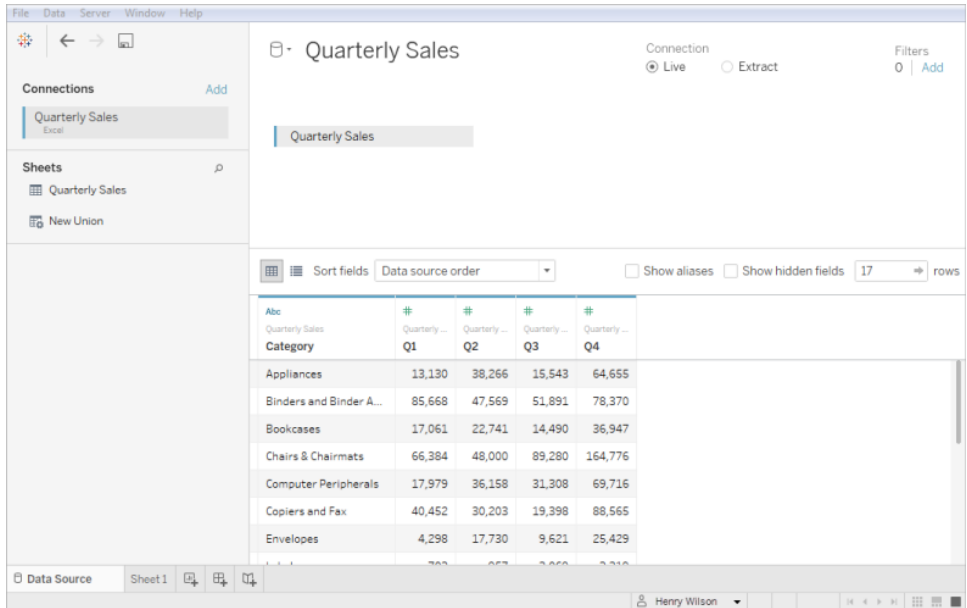 File Data Server Window Help
Quarterly Sales
Connection
Live Extract
Filters
0 | Add
Connections Add
Quarterly Sales
Excel
Quarterly Sales
Sheets
Quarterly Sales
New Union
Sort fields Data source order Show aliases Show hidden fields 17 rows
Abc # # # #
Quarterly Sales Quarterly ... Quarterly ... Quarterly ... Quarterly ...
Category Q1 Q2 Q3 Q4
Appliances 13,130 38,266 15,543 64,655
Binders and Binder A... 85,668 47,569 51,891 78,370
Bookcases 17,061 22,741 14,490 36,947
Chairs & Chairmats 66,384 48,000 89,280 164,776
Computer Peripherals 17,979 36,158 31,308 69,716
Copiers and Fax 40,452 30,203 19,398 88,565
Envelopes 4,298 17,730 9,621 25,429
Data Source Sheet 1
Henry Wilson